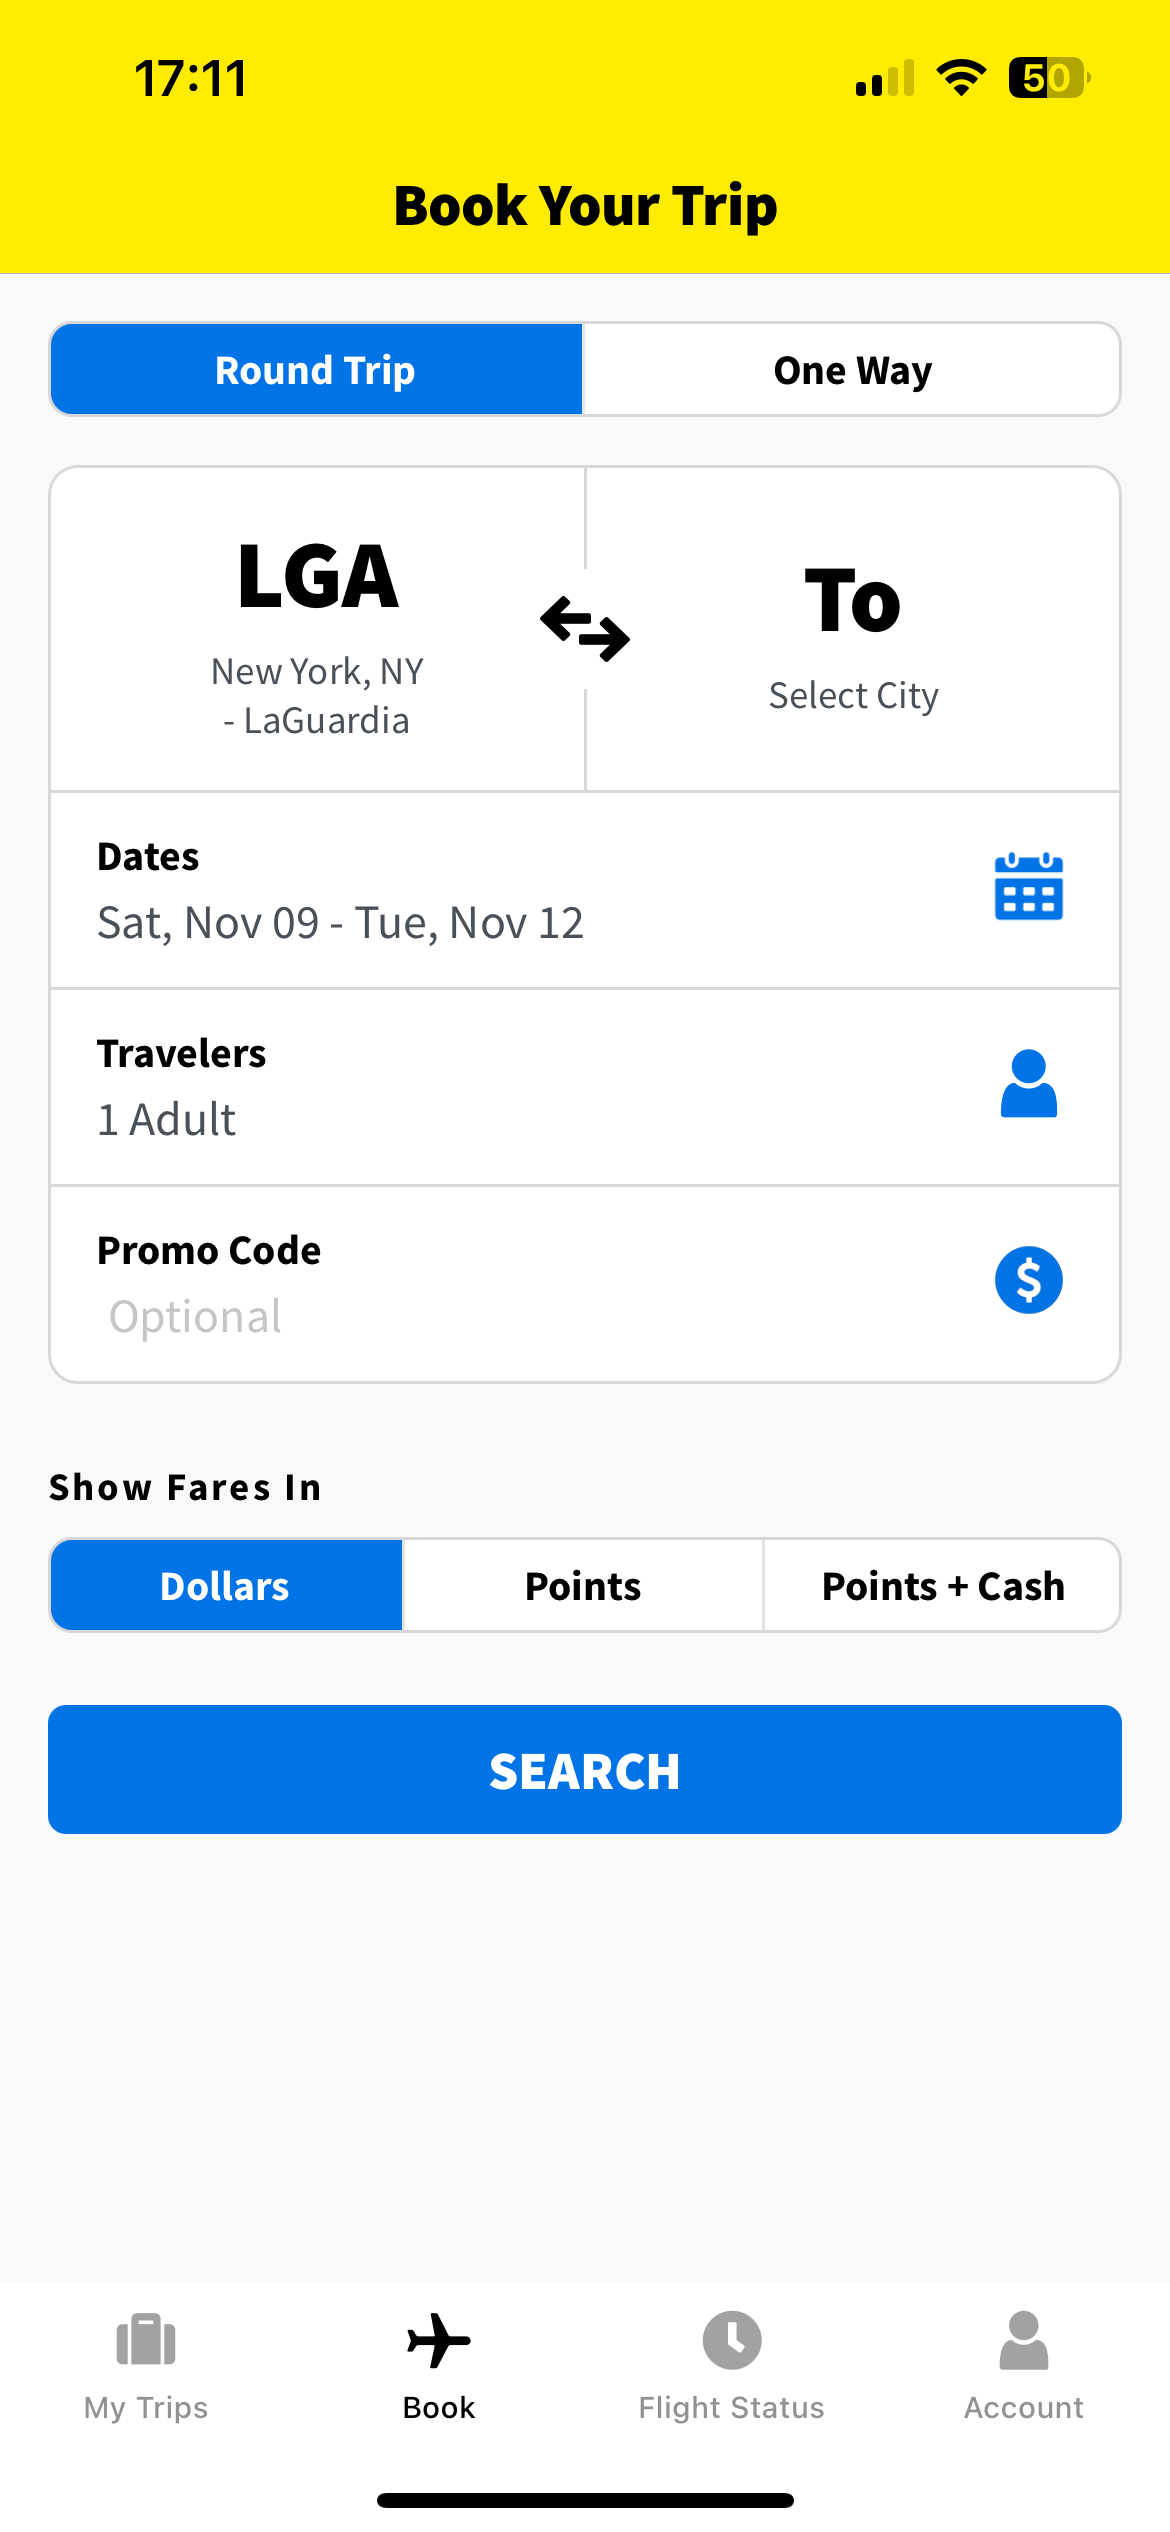 17:11
50
Book Your Trip
Round Trip
One Way
LGA
New York, NY
- LaGuardia
To
Select City
Dates
Sat, Nov 09 - Tue, Nov 12
Travelers
1 Adult
Promo Code
Optional
$
Show Fares In
Dollars
Points
Points + Cash
SEARCH
My Trips
Book
Flight Status
Account